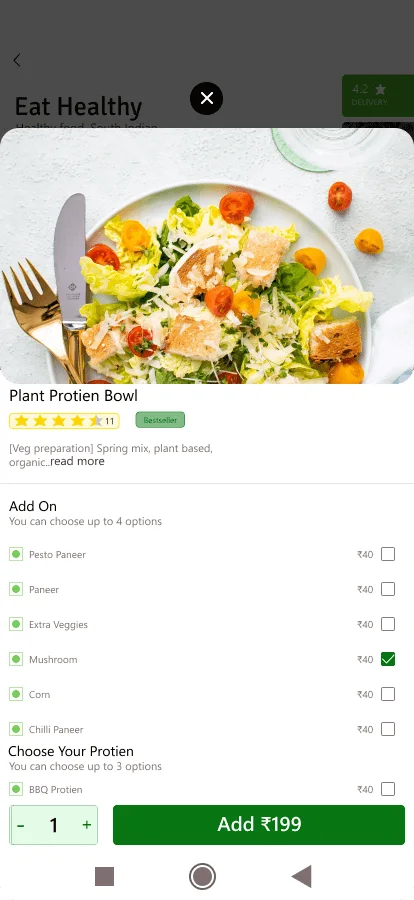 Eat Healthy
4.2
DELIVERY
Healthy food, South Indian
Plant Protien Bowl
11
Bestseller
[Veg preparation] Spring mix, plant based,
organic..read more
Add On
You can choose up to 4 options
Pesto Paneer ₹40
Paneer ₹40
Extra Veggies ₹40
Mushroom ₹40
Corn ₹40
Chilli Paneer ₹40
Choose Your Protien
You can choose up to 3 options
BBQ Protien ₹40
- 1 +
Add ₹199